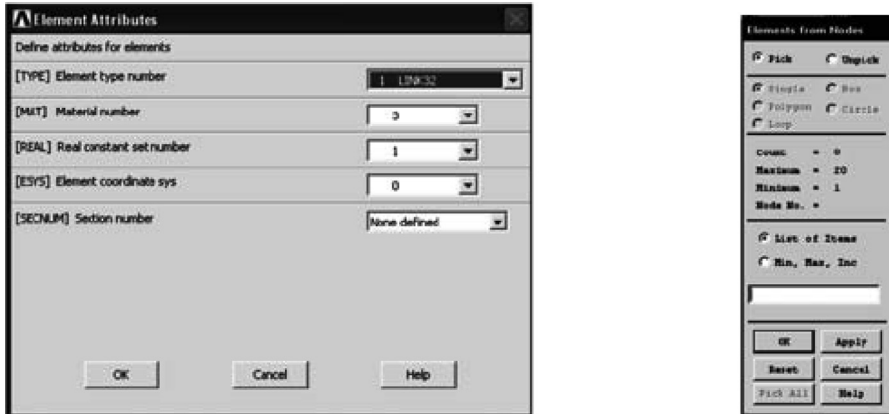 Element Attributes
Define attributes for elements
[TYPE] Element type number
1 LINK32
[MAT] Material number
3
[REAL] Real constant set number
1
[ESYS] Element coordinate sys
0
[SECNUM] Section number
None defined
OK Cancel Help
Elements from Nodes
Pick Unpick
Single Box
Polygon Circle
Loop
Count = 0
Maximum = 20
Minimum = 1
Node No. =
List of Items
Min, Max, Inc
OK Apply
Reset Cancel
Pick All Help